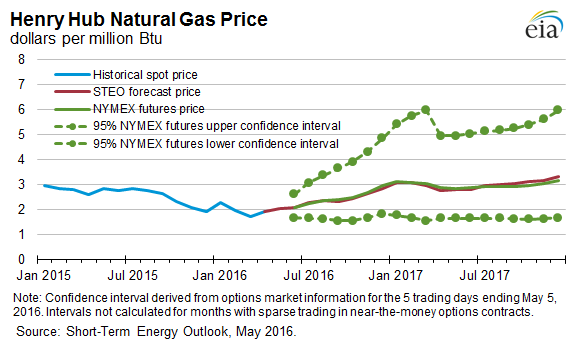 Henry Hub Natural Gas Price
dollars per million Btu
eia
8
7
6
5
4
3
2
1
0
Historical spot price
STEO forecast price
NYMEX futures price
95% NYMEX futures upper confidence interval
95% NYMEX futures lower confidence interval
Jan 2015 Jul 2015 Jan 2016 Jul 2016 Jan 2017 Jul 2017
Note: Confidence interval derived from options market information for the 5 trading days ending May 5,
2016. Intervals not calculated for months with sparse trading in near-the-money options contracts.
Source: Short-Term Energy Outlook, May 2016.